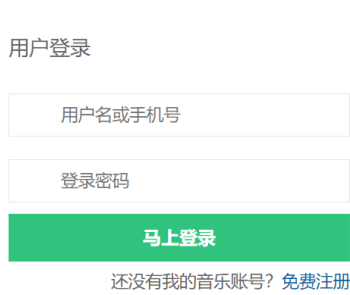 用户登录
用户名或手机号
登录密码
马上登录
还没有我的音乐账号？免费注册